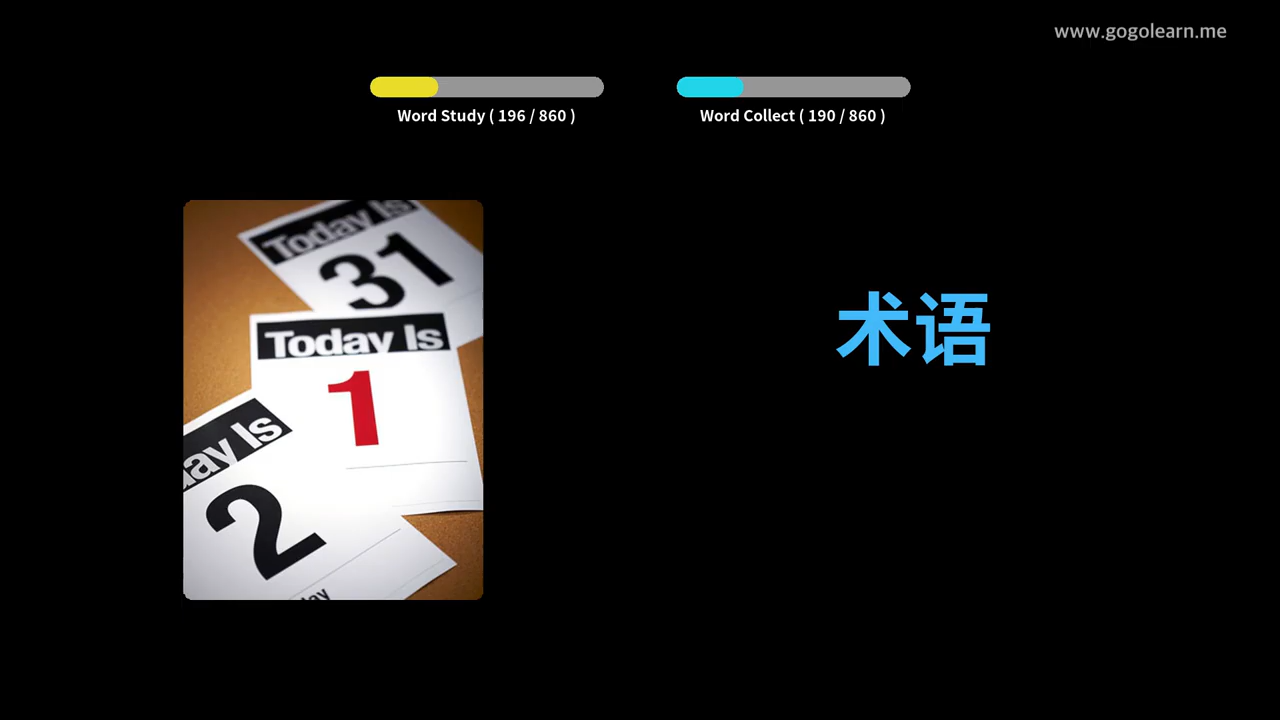 www.gogolearn.me
Word Study ( 196 / 860 )
Word Collect ( 190 / 860 )
Today Is
31
Today Is
1
day Is
2
术语